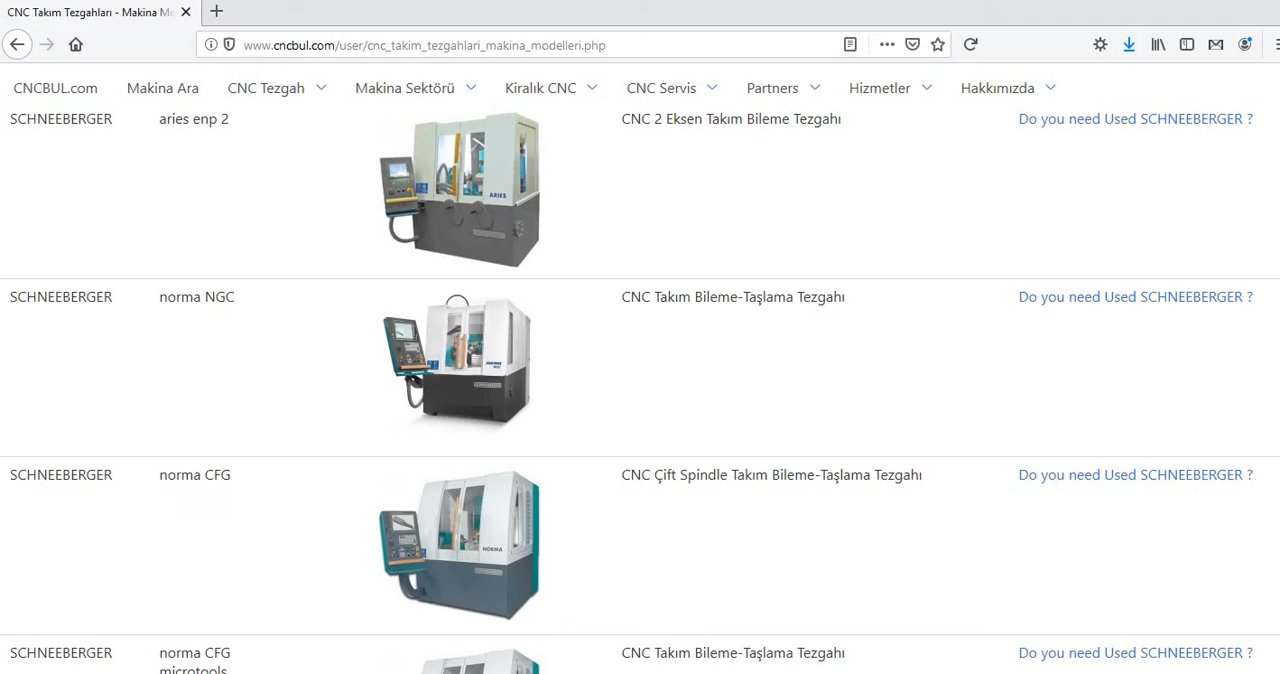 CNC Takım Tezgahları - Makina Mo
www.cncbul.com/user/cnc_takim_tezgahlari_makina_modelleri.php
CNCBUL.com Makina Ara CNC Tezgah Makina Sektörü Kiralık CNC CNC Servis Partners Hizmetler Hakkımızda
SCHNEEBERGER aries enp 2 CNC 2 Eksen Takım Bileme Tezgahı Do you need Used SCHNEEBERGER ?
ARIES
SCHNEEBERGER norma NGC CNC Takım Bileme-Taşlama Tezgahı Do you need Used SCHNEEBERGER ?
SCHNEEBERGER norma CFG CNC Çift Spindle Takım Bileme-Taşlama Tezgahı Do you need Used SCHNEEBERGER ?
NORMA
SCHNEEBERGER norma CFG CNC Takım Bileme-Taşlama Tezgahı Do you need Used SCHNEEBERGER ?
microtools